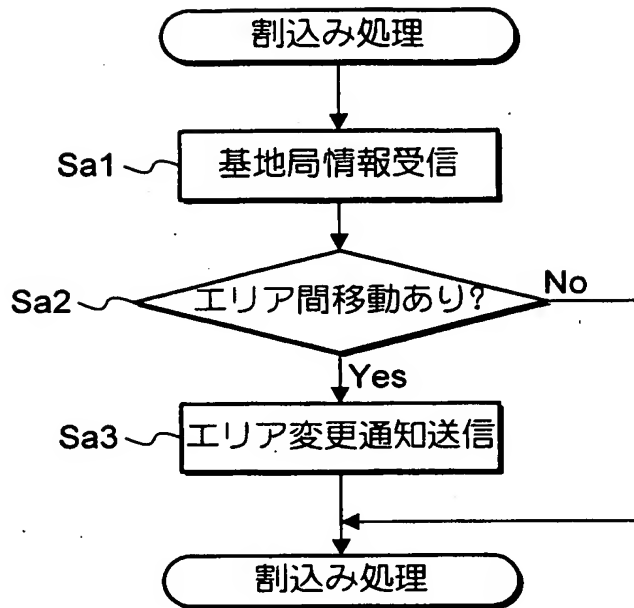 割込み処理
Sa1
基地局情報受信
Sa2
エリア間移動あり?
No
Yes
Sa3
エリア変更通知送信
割込み処理